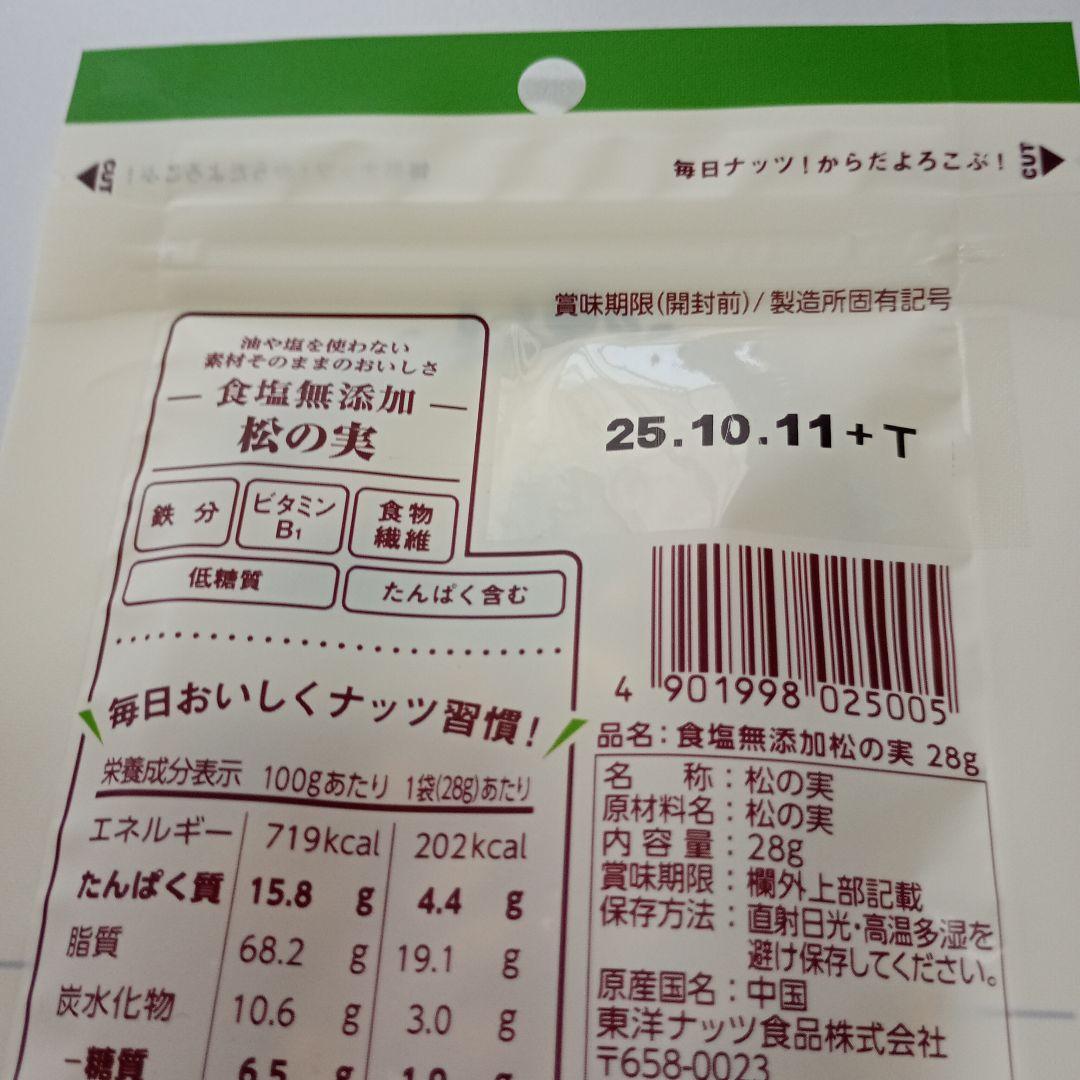 CUT
毎日ナッツ！からだよろこぶ！ CUT
賞味期限(開封前)/製造所固有記号
25.10.11+T
油や塩を使わない
素材そのままのおいしさ
食塩無添加
松の実
鉄 分 ビタミンB1 食物繊維
低糖質 たんぱく含む
毎日おいしくナッツ習慣！
栄養成分表示 100gあたり 1袋(28g)あたり
エネルギー 719kcal 202kcal
たんぱく質 15.8 g 4.4 g
脂質 68.2 g 19.1 g
炭水化物 10.6 g 3.0 g
−糖質 6.5 g
4 901998 025005
品名：食塩無添加松の実 28g
名 称：松の実
原材料名：松の実
内容量：28g
賞味期限：欄外上部記載
保存方法：直射日光・高温多湿を
避け保存してください。
原産国名：中国
東洋ナッツ食品株式会社
〒658-0023